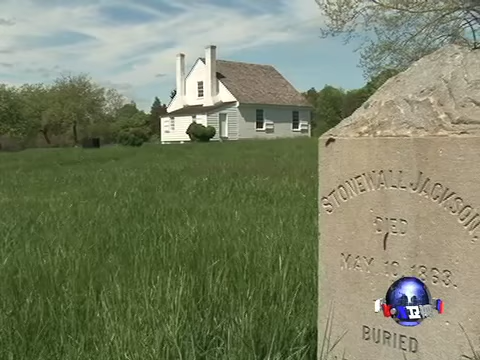 STONEWALL JACKSON,
DIED
MAY 10, 1863.
BURIED